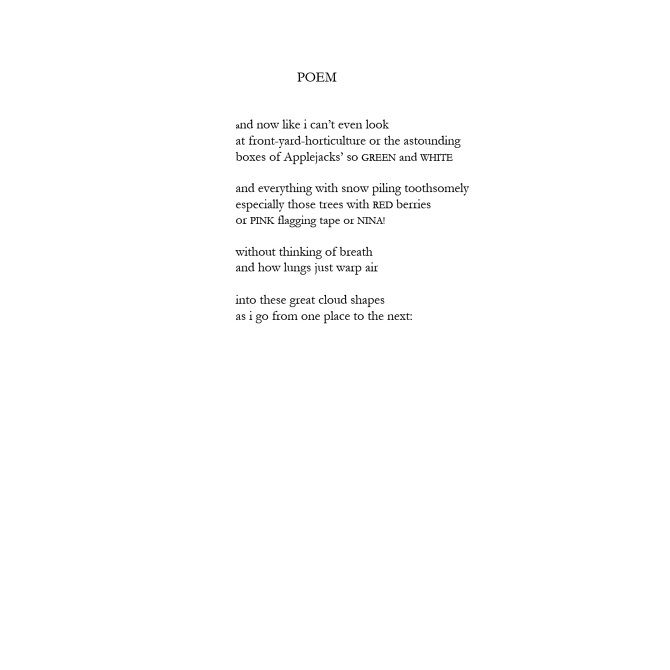 POEM
and now like i can’t even look
at front-yard-horticulture or the astounding
boxes of Applejacks’ so GREEN and WHITE
and everything with snow piling toothsomely
especially those trees with RED berries
or PINK flagging tape or NINA!
without thinking of breath
and how lungs just warp air
into these great cloud shapes
as i go from one place to the next: